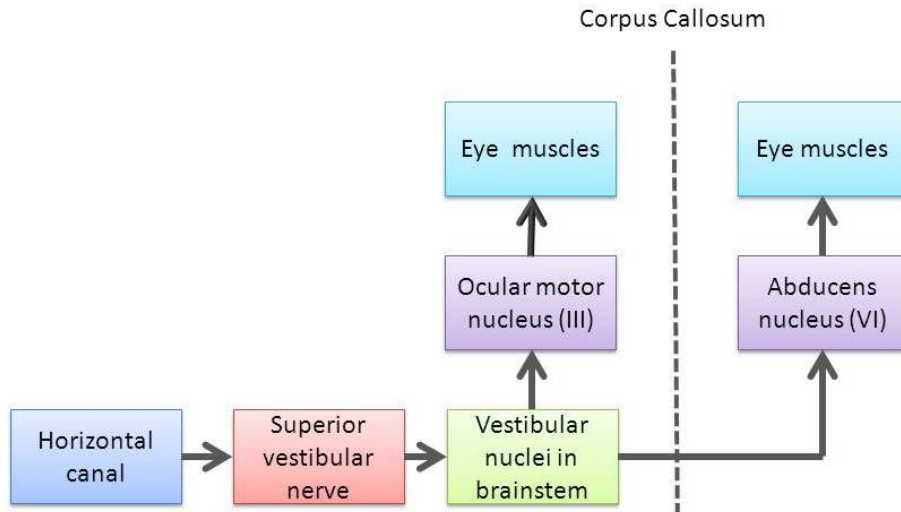 Corpus Callosum
Eye muscles
Eye muscles
Ocular motor
nucleus (III)
Abducens
nucleus (VI)
Horizontal
canal
Superior
vestibular
nerve
Vestibular
nuclei in
brainstem